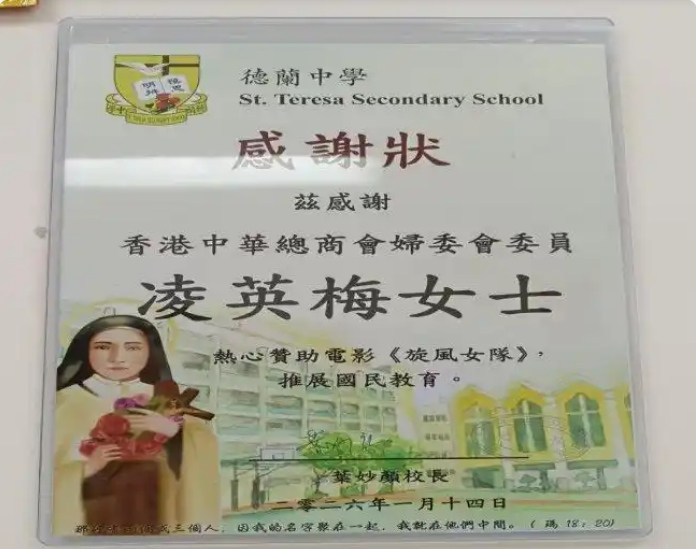 德蘭中學
St. Teresa Secondary School
感謝狀
茲感謝
香港中華總商會婦委會委員
凌英梅女士
熱心贊助電影《旋風女隊》，
推展國民教育。
葉妙顏校長
二零二六年一月十四日
三個人，因我的名字聚在一起，我就在他們中間。（瑪 18：20）